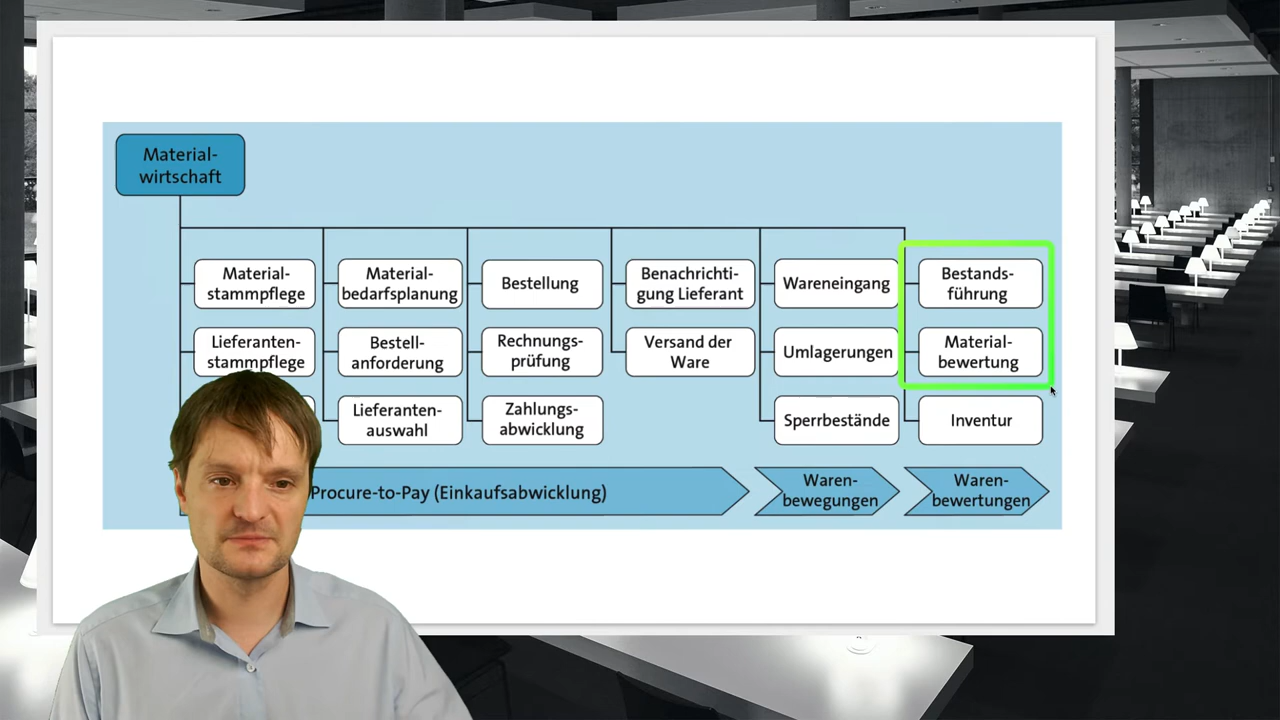 Material-
wirtschaft
Material-
stammpflege
Material-
bedarfsplanung
Bestellung
Benachrichti-
gung Lieferant
Wareneingang
Bestands-
führung
Lieferanten-
stammpflege
Bestell-
anforderung
Rechnungs-
prüfung
Versand der
Ware
Umlagerungen
Material-
bewertung
Lieferanten-
auswahl
Zahlungs-
abwicklung
Sperrbestände
Inventur
Procure-to-Pay (Einkaufsabwicklung)
Waren-
bewegungen
Waren-
bewertungen